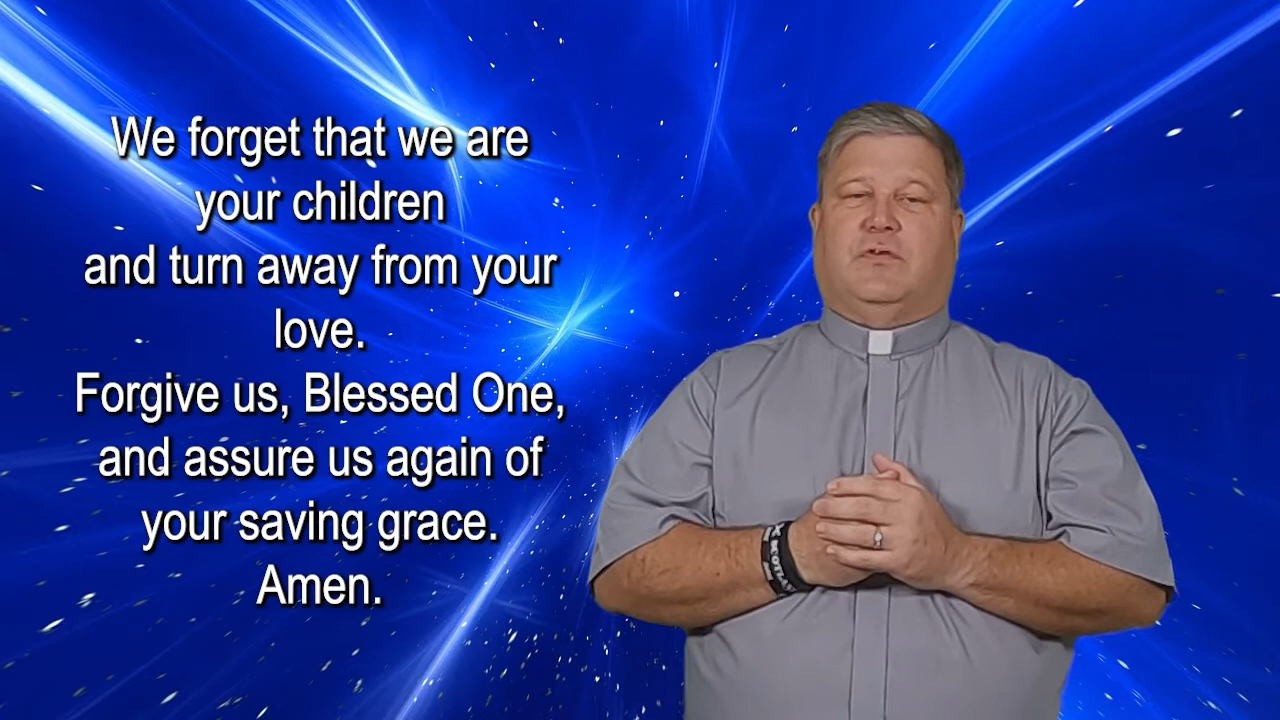 We forget that we are
your children
and turn away from your
love.
Forgive us, Blessed One,
and assure us again of
your saving grace.
Amen.
SCOTLAND